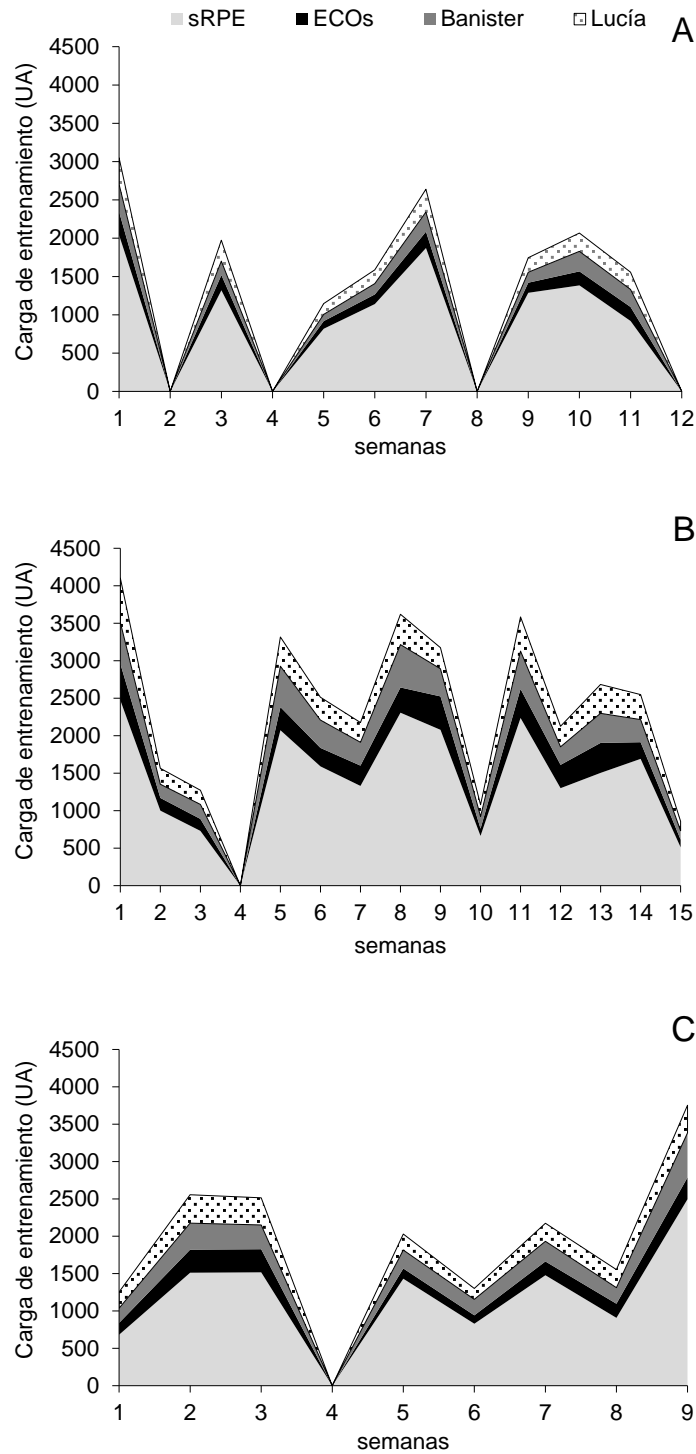 sRPE ECOs Banister Lucía
A
Carga de entrenamiento (UA)
4500
4000
3500
3000
2500
2000
1500
1000
500
0
1 2 3 4 5 6 7 8 9 10 11 12
semanas
B
Carga de entrenamiento (UA)
4500
4000
3500
3000
2500
2000
1500
1000
500
0
1 2 3 4 5 6 7 8 9 10 11 12 13 14 15
semanas
C
Carga de entrenamiento (UA)
4500
4000
3500
3000
2500
2000
1500
1000
500
0
1 2 3 4 5 6 7 8 9
semanas